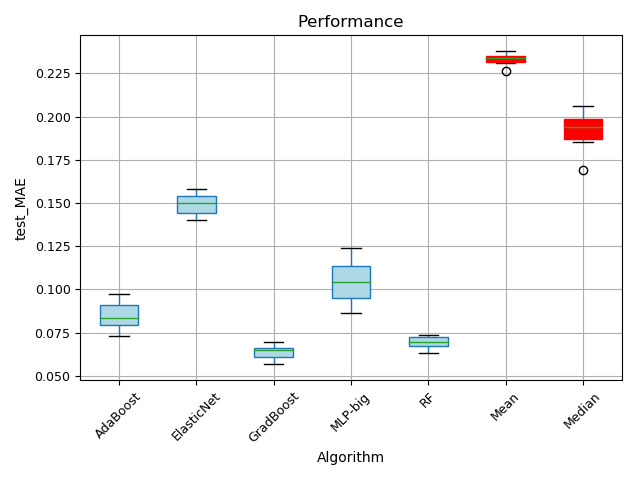 Performance
test_MAE
0.225
0.200
0.175
0.150
0.125
0.100
0.075
0.050
AdaBoost
ElasticNet
GradBoost
MLP-big
RF
Mean
Median
Algorithm